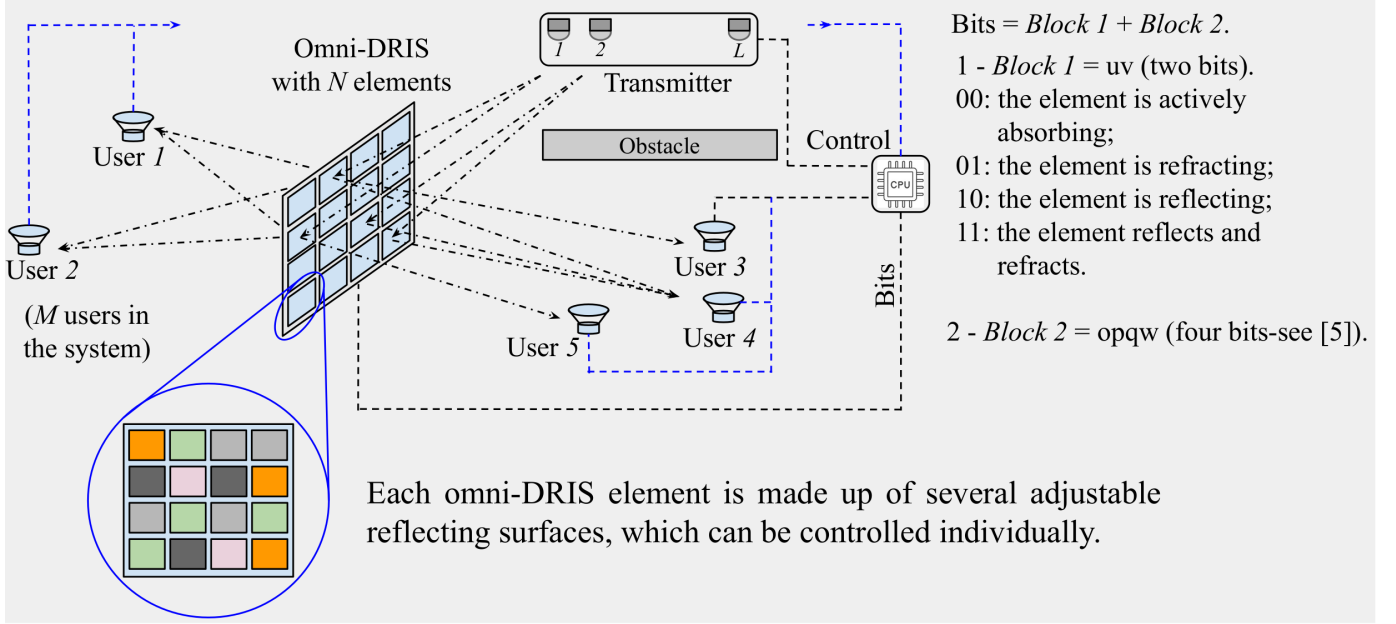 Omni-DRIS
with N elements
1
2
L
Transmitter
Obstacle
Control
CPU
Bits
User 1
User 2
(M users in
the system)
User 3
User 4
User 5
Bits = Block 1 + Block 2.
1 - Block 1 = uv (two bits).
00: the element is actively
absorbing;
01: the element is refracting;
10: the element is reflecting;
11: the element reflects and
refracts.
2 - Block 2 = opqw (four bits-see [5]).
Each omni-DRIS element is made up of several adjustable
reflecting surfaces, which can be controlled individually.